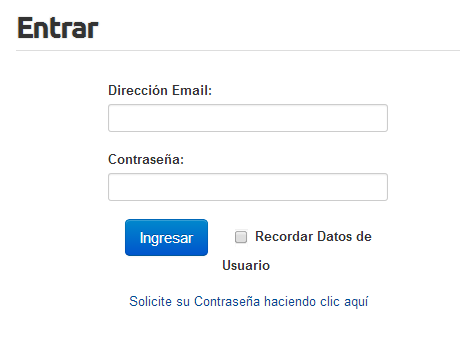 Entrar
Dirección Email:
Contraseña:
Ingresar
Recordar Datos de
Usuario
Solicite su Contraseña haciendo clic aquí